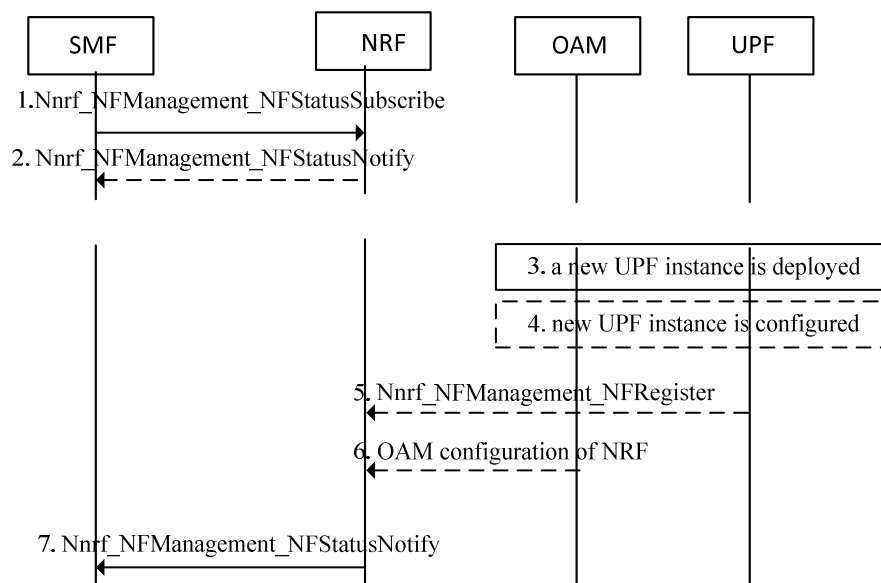 SMF
NRF
OAM
UPF
1.Nnrf_NFManagement_NFStatusSubscribe
2. Nnrf_NFManagement_NFStatusNotify
3. a new UPF instance is deployed
4. new UPF instance is configured
5. Nnrf_NFManagement_NFRegister
6. OAM configuration of NRF
7. Nnrf_NFManagement_NFStatusNotify